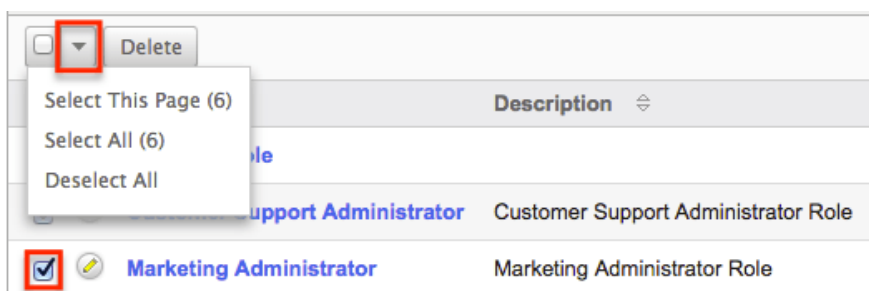 Delete
Select This Page (6)
Select All (6)
Deselect All
Description
Support Administrator Customer Support Administrator Role
Marketing Administrator Marketing Administrator Role